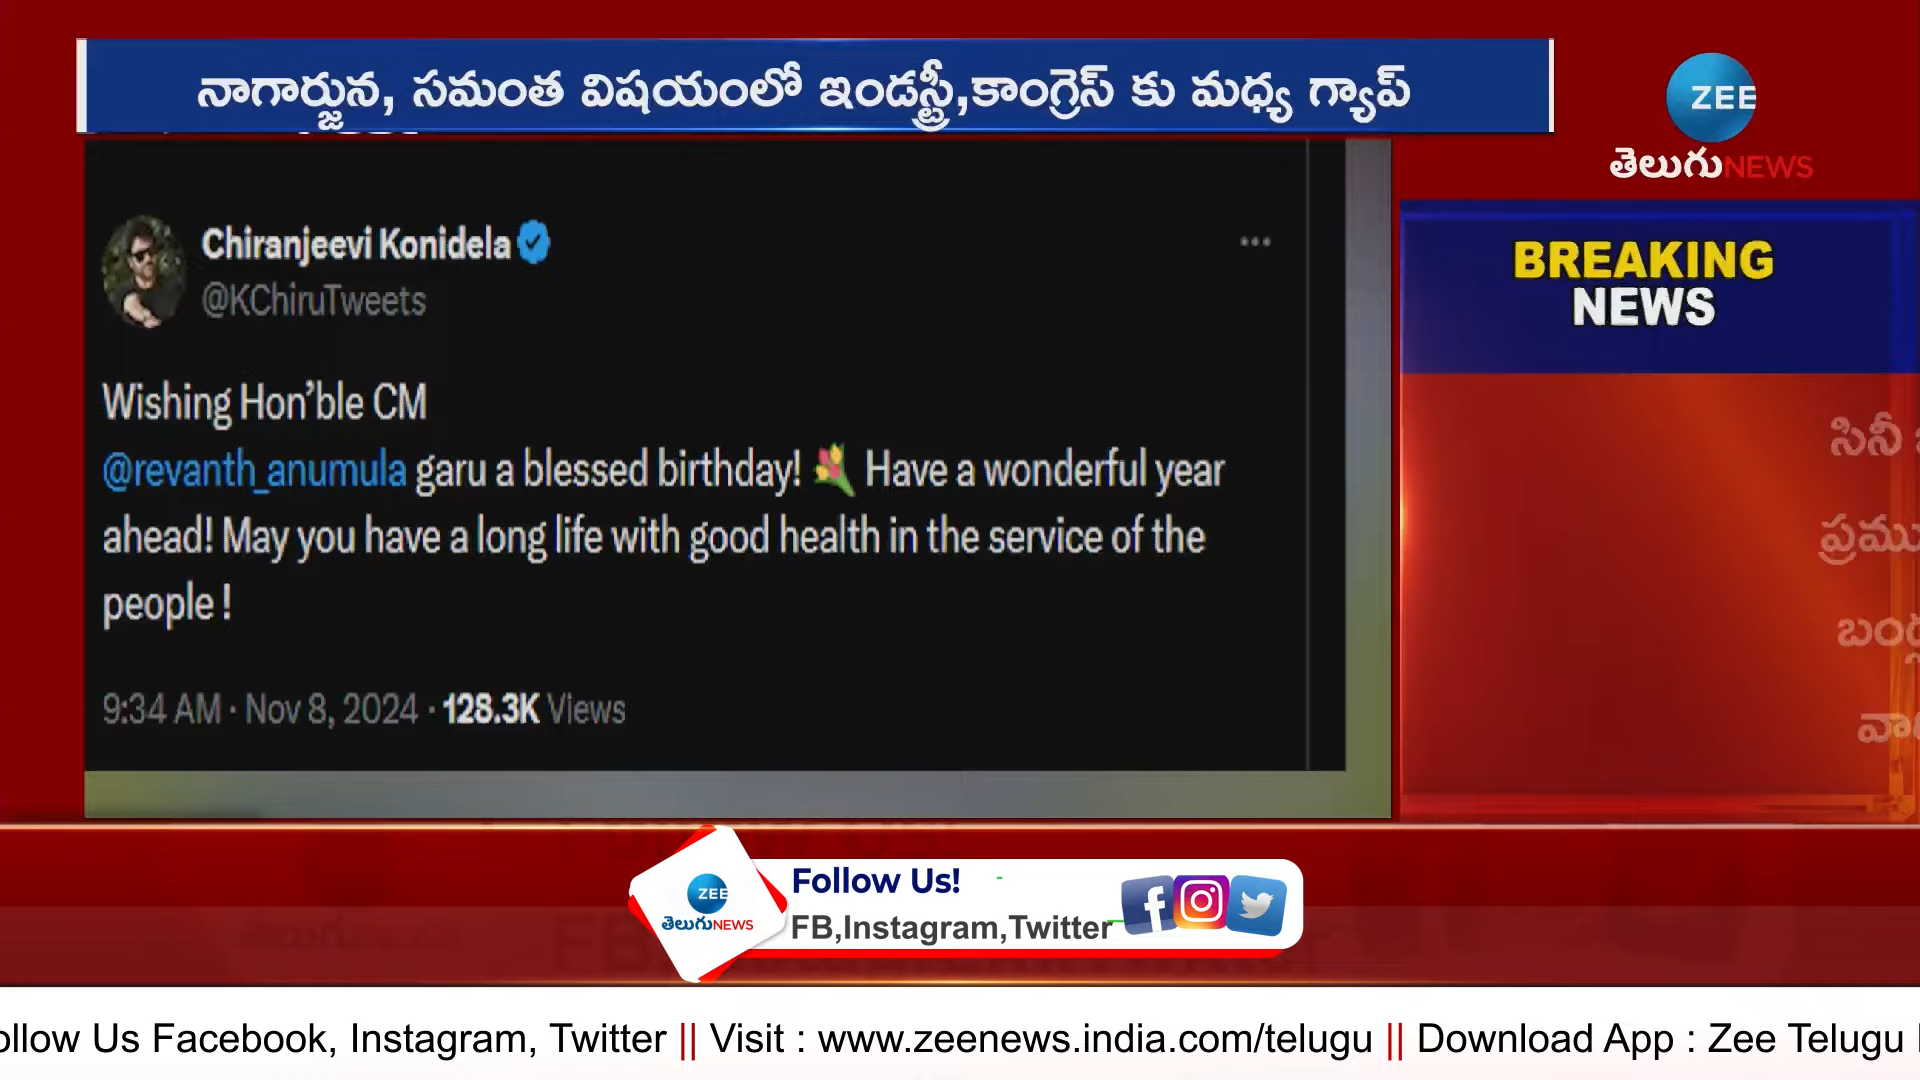 నాగార్జున, సమంత విషయంలో ఇండస్ట్రీ,కాంగ్రెస్ కు మధ్య గ్యాప్
ZEE
తెలుగు NEWS
Chiranjeevi Konidela
@KChiruTweets
Wishing Hon’ble CM
@revanth_anumula garu a blessed birthday! 💐 Have a wonderful year
ahead! May you have a long life with good health in the service of the
people !
9:34 AM · Nov 8, 2024 · 128.3K Views
BREAKING
NEWS
సినీ
ZEE
తెలుగు NEWS
Follow Us!
FB,Instagram,Twitter
ollow Us Facebook, Instagram, Twitter || Visit : www.zeenews.india.com/telugu || Download App : Zee Telugu